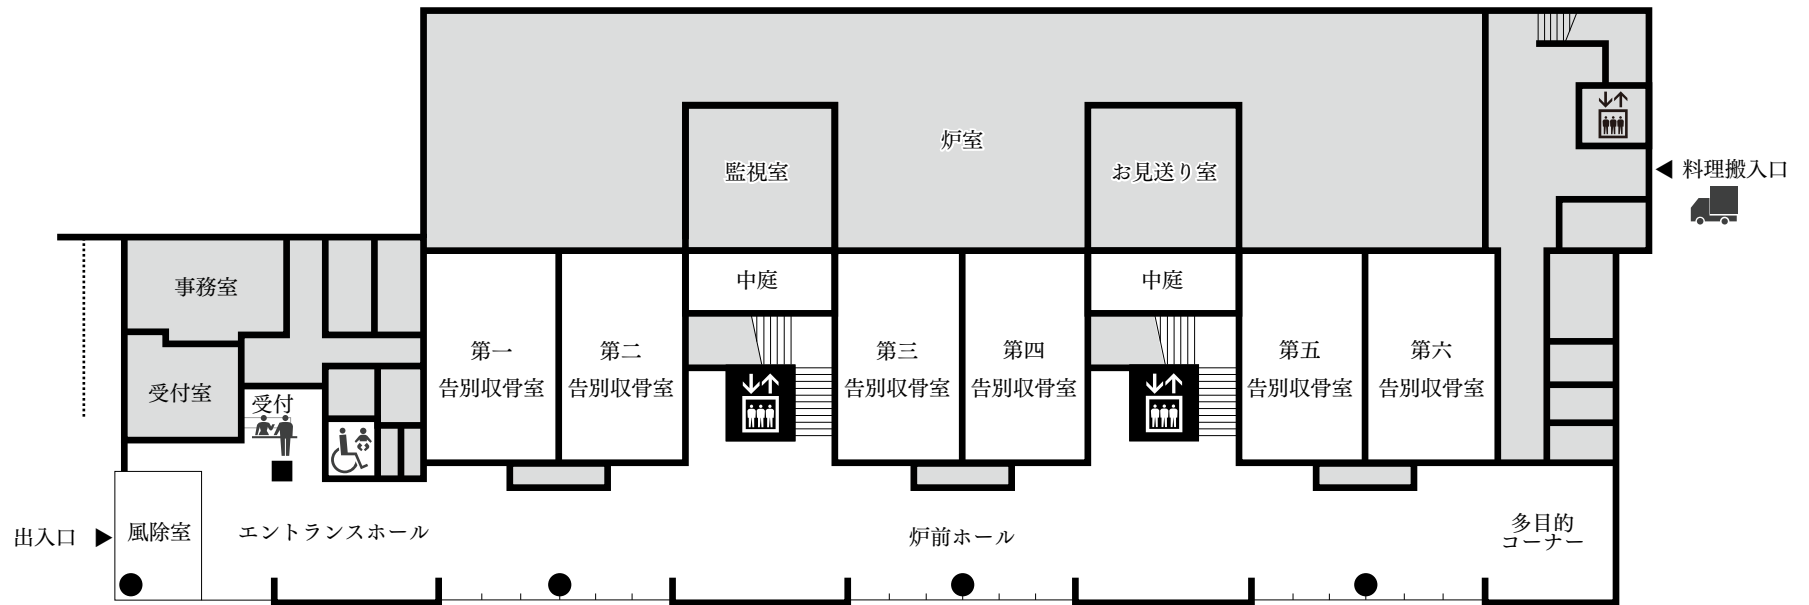 炉室
監視室
お見送り室
料理搬入口
事務室
中庭
中庭
受付室
受付
第一
告別収骨室
第二
告別収骨室
第三
告別収骨室
第四
告別収骨室
第五
告別収骨室
第六
告別収骨室
出入口
風除室
エントランスホール
炉前ホール
多目的
コーナー